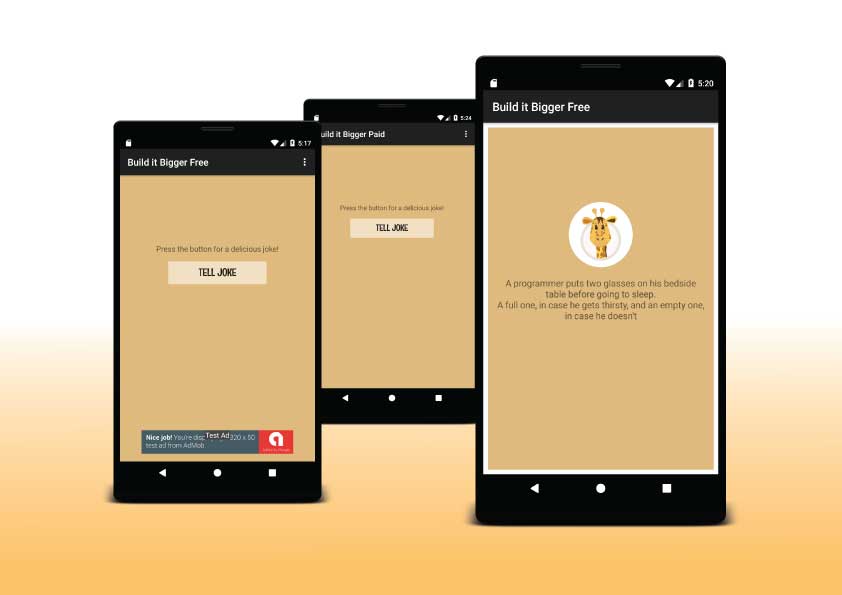 5:17
Build it Bigger Free
Press the button for a delicious joke!
TELL JOKE
Nice job! You're disp 320 x 50
Test Ad
test ad from AdMob.
5:24
uild it Bigger Paid
Press the button for a delicious joke!
TELL JOKE
5:20
Build it Bigger Free
A programmer puts two glasses on his bedside
table before going to sleep.
A full one, in case he gets thirsty, and an empty one,
in case he doesn't